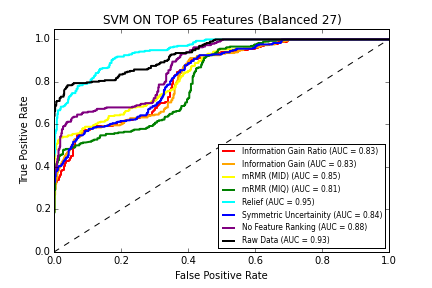 SVM ON TOP 65 Features (Balanced 27)
1.0
0.8
0.6
0.4
0.2
0.0
True Positive Rate
Information Gain Ratio (AUC = 0.83)
Information Gain (AUC = 0.83)
mRMR (MID) (AUC = 0.85)
mRMR (MIQ) (AUC = 0.81)
Relief (AUC = 0.95)
Symmetric Uncertainity (AUC = 0.84)
No Feature Ranking (AUC = 0.88)
Raw Data (AUC = 0.93)
0.0 0.2 0.4 0.6 0.8 1.0
False Positive Rate